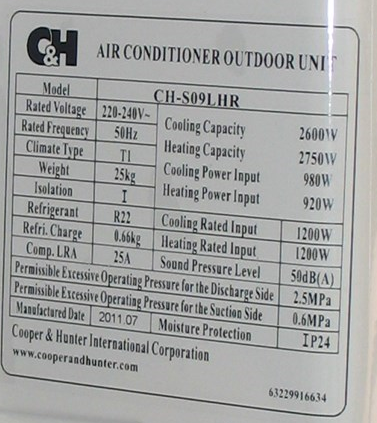 C&H AIR CONDITIONER OUTDOOR UNIT
Model CH-S09LHR
Rated Voltage 220-240V~ Cooling Capacity 2600W
Rated Frequency 50Hz Heating Capacity 2750W
Climate Type T1 Cooling Power Input 980W
Weight 25kg Heating Power Input 920W
Isolation I
Refrigerant R22 Cooling Rated Input 1200W
Refri. Charge 0.66kg Heating Rated Input 1200W
Comp. LRA 25A Sound Pressure Level 50dB(A)
Permissible Excessive Operating Pressure for the Discharge Side 2.5MPa
Permissible Excessive Operating Pressure for the Suction Side 0.6MPa
Manufactured Date 2011.07 Moisture Protection IP24
Cooper & Hunter International Corporation
www.cooperandhunter.com
63229916634